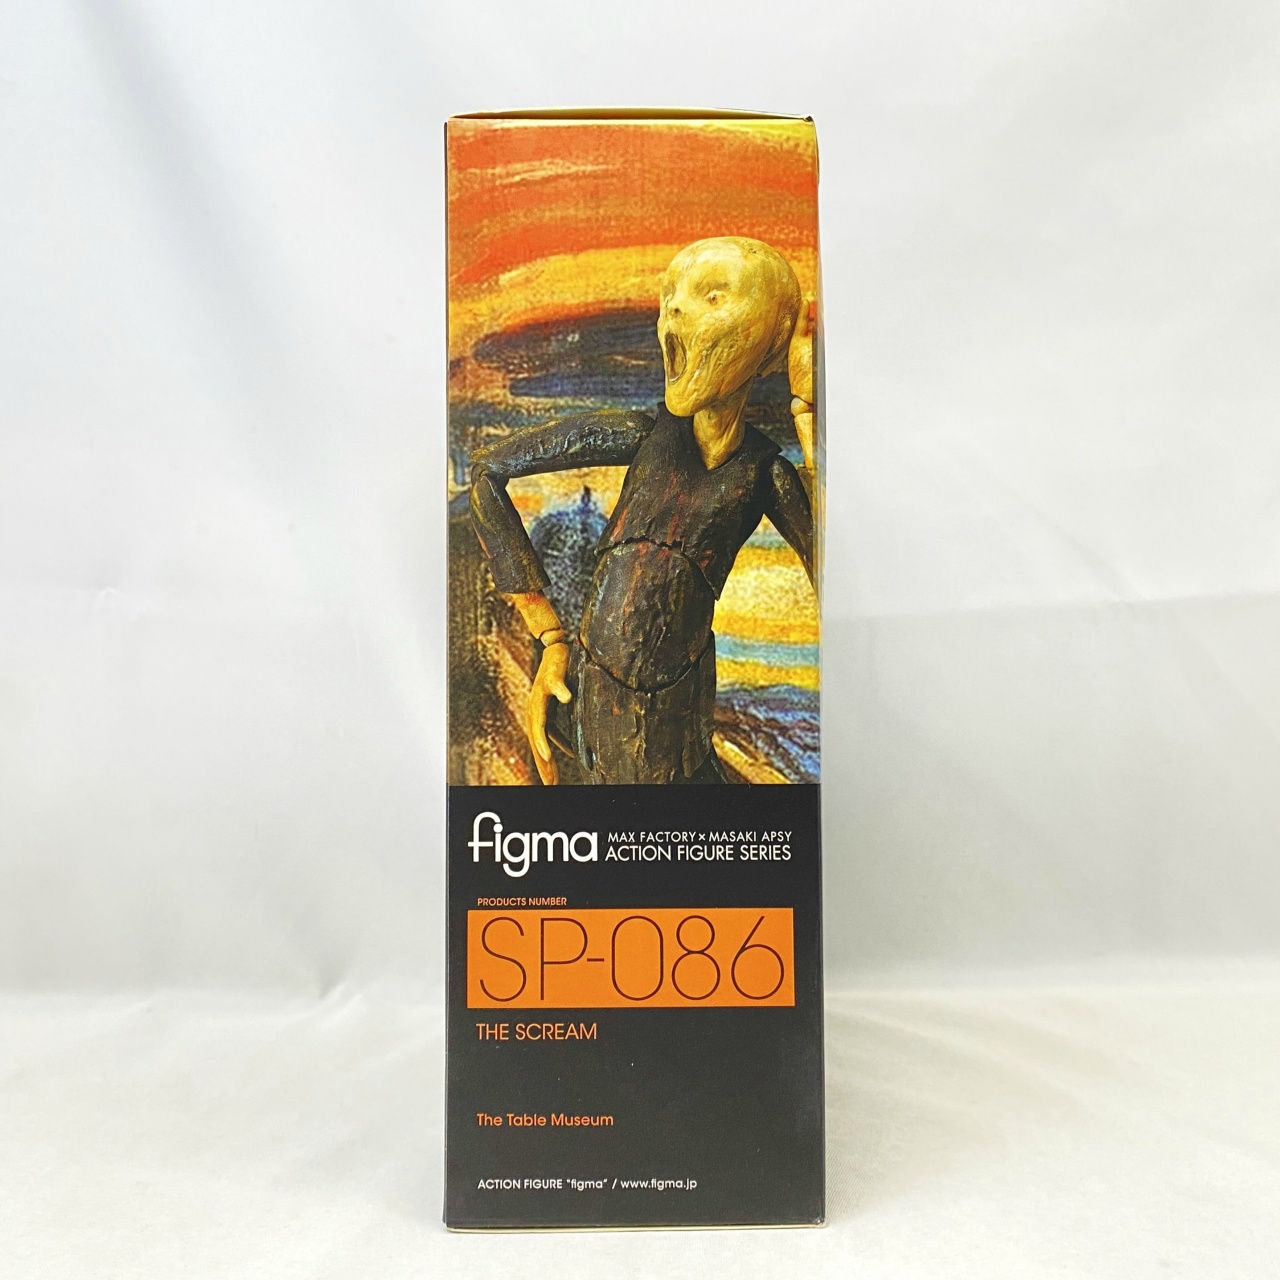 figma
MAX FACTORY×MASAKI APSY
ACTION FIGURE SERIES
PRODUCTS NUMBER
SP-086
THE SCREAM
The Table Museum
ACTION FIGURE "figma" / www.figma.jp